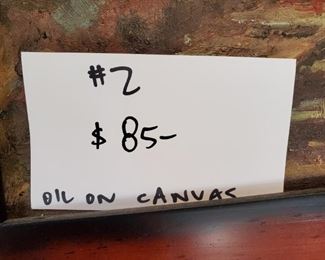 #2
$ 85-
OIL ON CANVAS